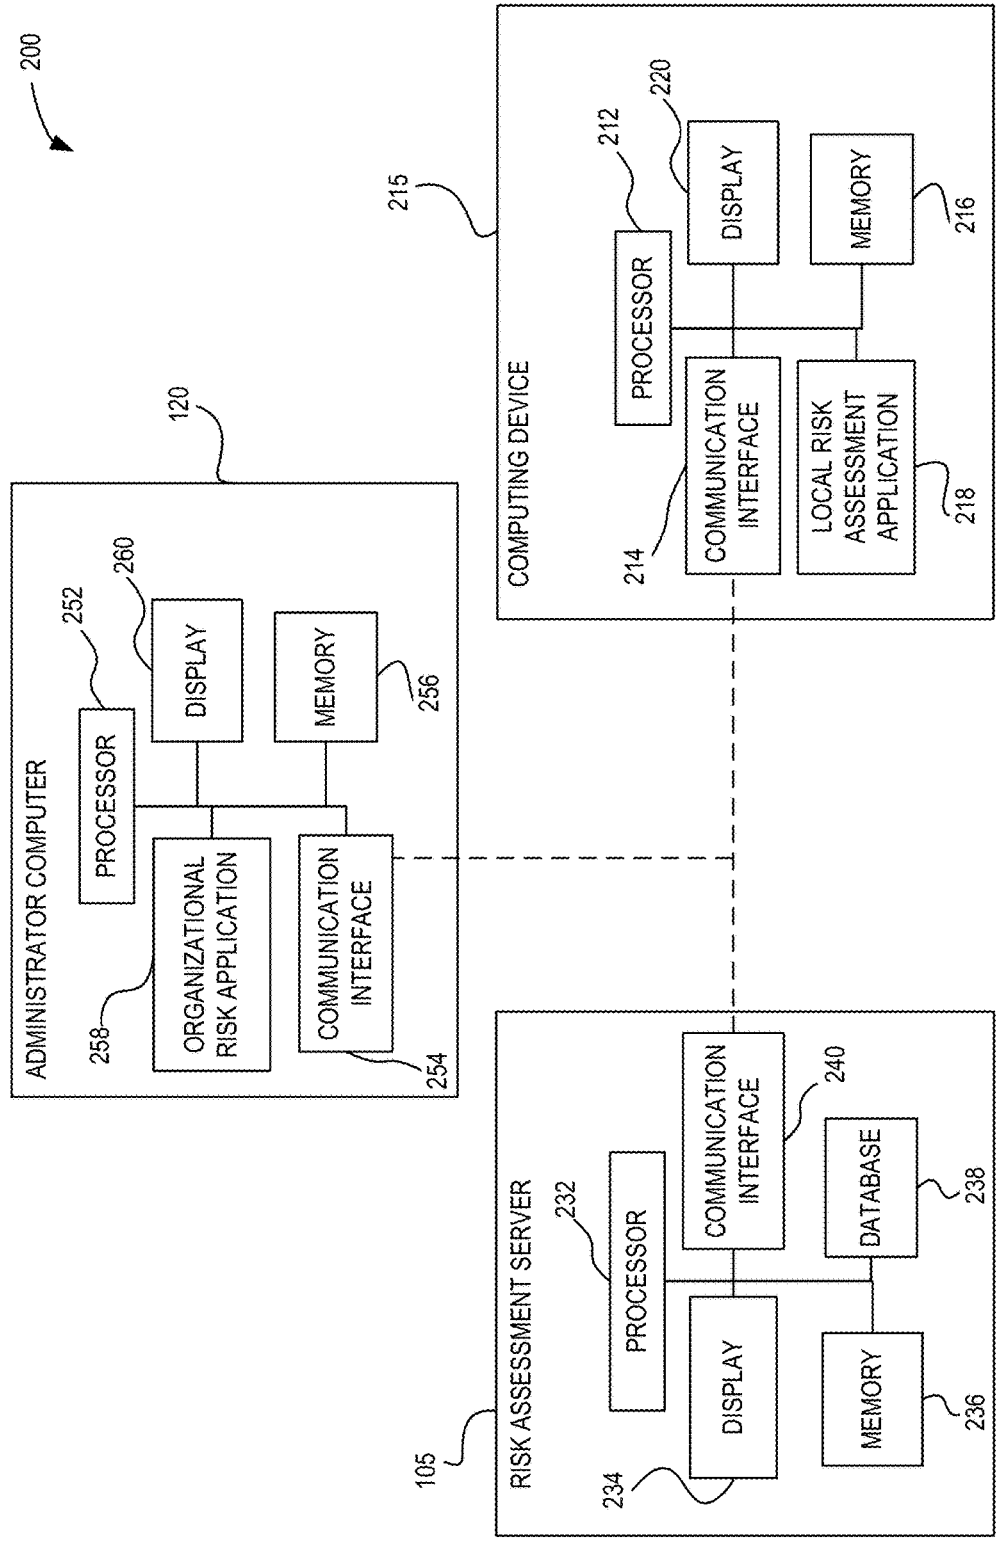 200
ADMINISTRATOR COMPUTER
120
PROCESSOR
252
ORGANIZATIONAL
RISK APPLICATION
258
DISPLAY
260
COMMUNICATION
INTERFACE
254
MEMORY
256
RISK ASSESSMENT SERVER
105
PROCESSOR
232
DISPLAY
234
COMMUNICATION
INTERFACE
240
MEMORY
236
DATABASE
238
COMPUTING DEVICE
215
PROCESSOR
212
COMMUNICATION
INTERFACE
214
DISPLAY
220
LOCAL RISK
ASSESSMENT
APPLICATION
218
MEMORY
216